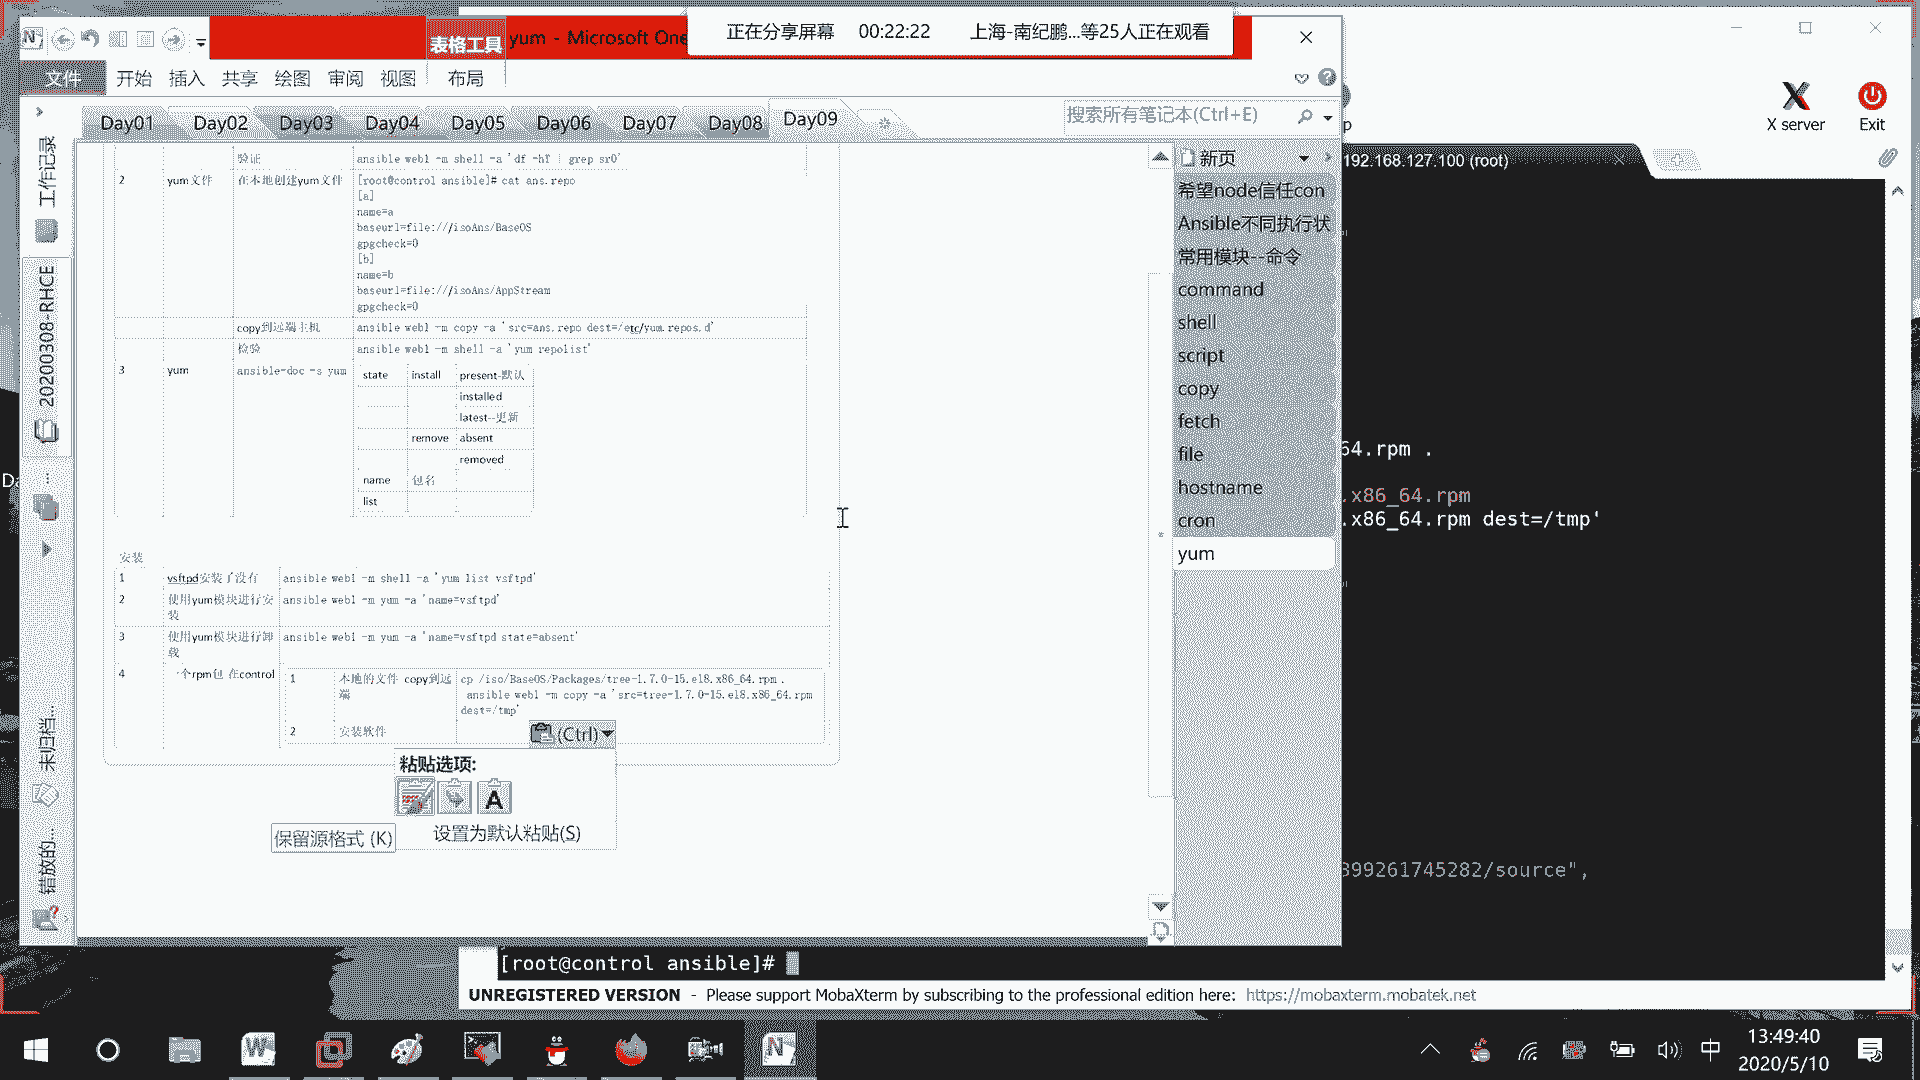 正在分享屏幕 00:22:22 上海-南纪鹏...等25人正在观看
表格工具 yum - Microsoft One
文件 开始 插入 共享 绘图 审阅 视图 布局
Day01 Day02 Day03 Day04 Day05 Day06 Day07 Day08 Day09
搜索所有笔记本(Ctrl+E)
X server Exit
192.168.127.100 (root)
工作记录
20200308-RHCE
未归档...
错放的...
验证 ansible web1 -m shell -a 'df -hT | grep sr0'
2 yum文件 在本地创建yum文件 [root@control ansible]# cat ans.repo
[a]
name=a
baseurl=file:///isoAns/BaseOS
gpgcheck=0
[b]
name=b
baseurl=file:///isoAns/AppStream
gpgcheck=0
copy到远端主机 ansible web1 -m copy -a 'src=ans.repo dest=/etc/yum.repos.d'
检验 ansible web1 -m shell -a 'yum repolist'
3 yum ansible-doc -s yum state install present-默认
installed
latest--更新
remove absent
removed
name 包名
list
安装
1 vsftpd安装了没有 ansible web1 -m shell -a 'yum list vsftpd'
2 使用yum模块进行安装 ansible web1 -m yum -a 'name=vsftpd'
3 使用yum模块进行卸载 ansible web1 -m yum -a 'name=vsftpd state=absent'
4 一个rpm包 在control 1 本地的文件 copy到远端 cp /iso/BaseOS/Packages/tree-1.7.0-15.el8.x86_64.rpm .
ansible web1 -m copy -a 'src=tree-1.7.0-15.el8.x86_64.rpm
dest=/tmp'
2 安装软件
(Ctrl)
粘贴选项:
A
设置为默认粘贴(S)
保留源格式 (K)
新页
希望node信任con
Ansible不同执行状
常用模块--命令
command
shell
script
copy
fetch
file
hostname
cron
yum
64.rpm .
.x86_64.rpm
.x86_64.rpm dest=/tmp'
399261745282/source",
[root@control ansible]#
UNREGISTERED VERSION - Please support MobaXterm by subscribing to the professional edition here: https://mobaxterm.mobatek.net
中 13:49:40
2020/5/10